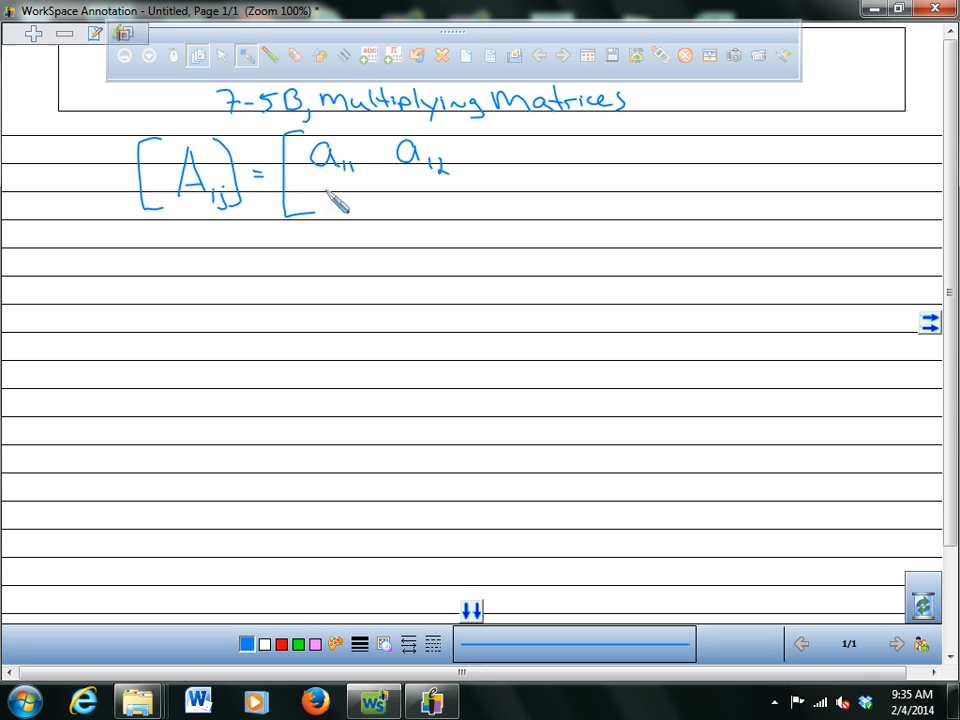 WorkSpace Annotation - Untitled, Page 1/1 (Zoom 100%) *
abc
π
7-5B, Multiplying Matrices
[Aij] = [a11 a12
1/1
9:35 AM
2/4/2014